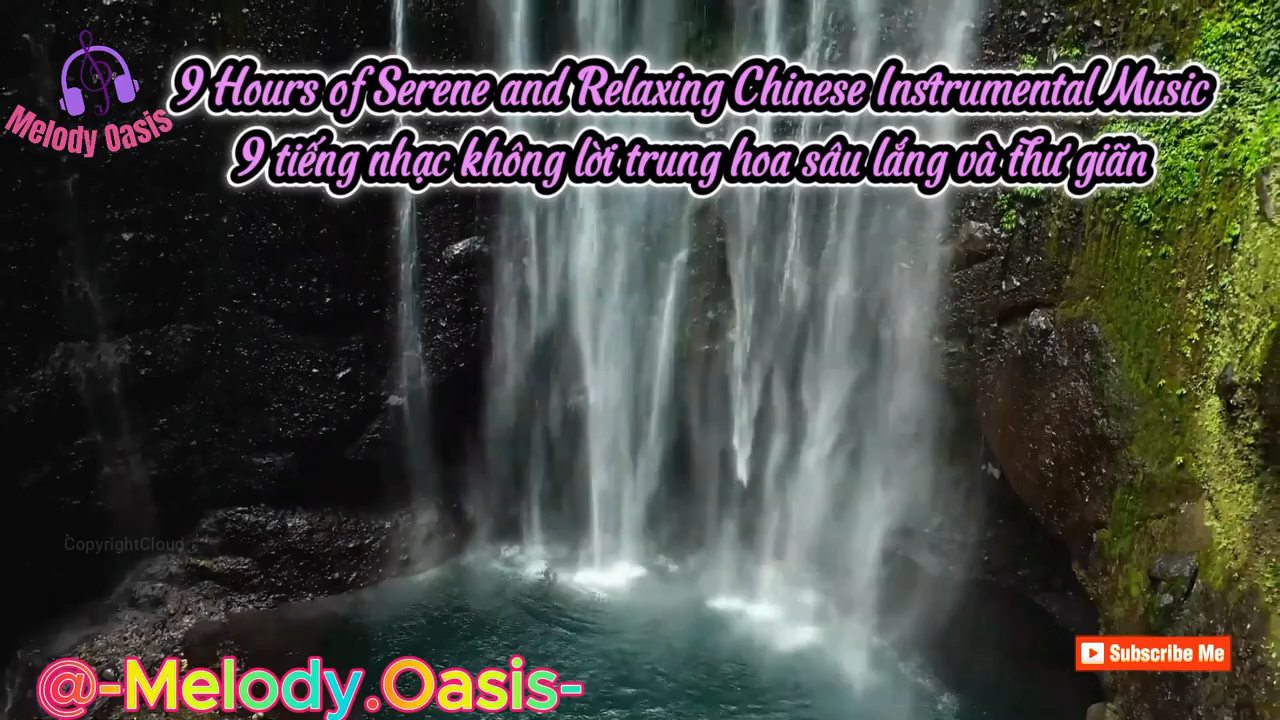 9 Hours of Serene and Relaxing Chinese Instrumental Music
9 tiếng nhạc không lời trung hoa sâu lắng và thư giãn
Melody Oasis
CopyrightCloud
Subscribe Me
@-Melody.Oasis-